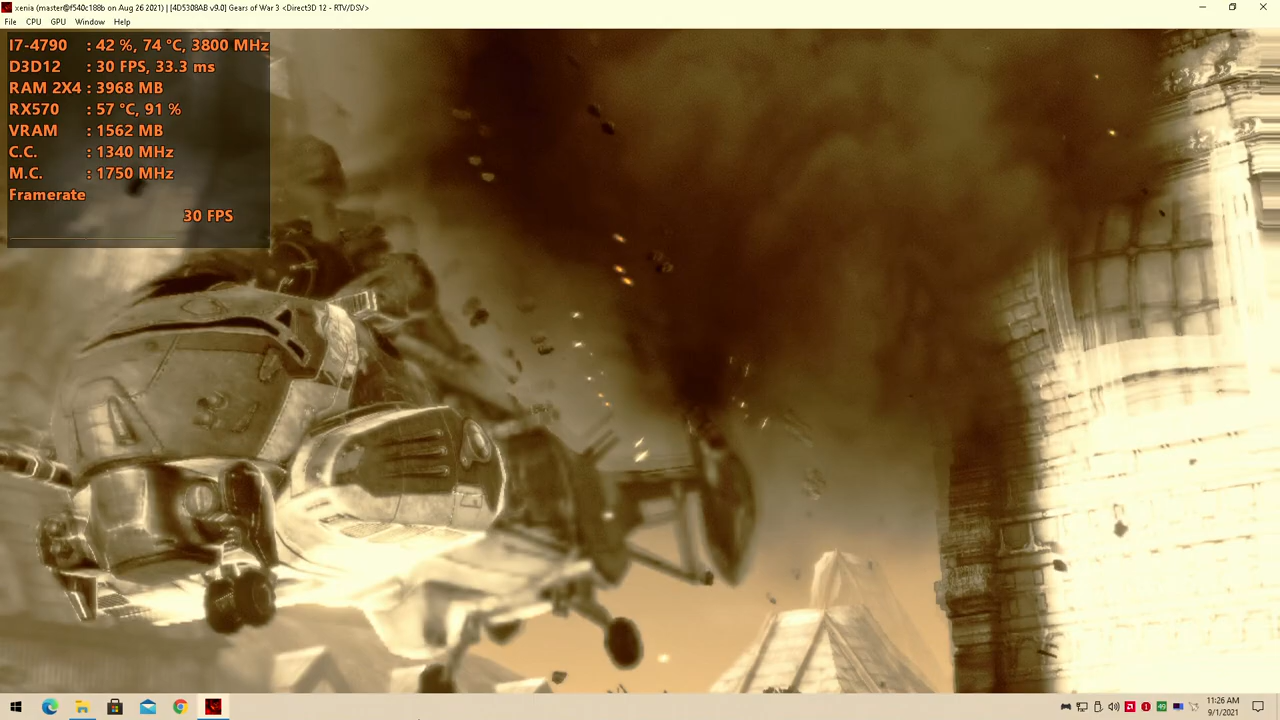 xenia (master@f540c188b on Aug 26 2021) | [4D5308AB v9.0] Gears of War 3 <Direct3D 12 - RTV/DSV>
File CPU GPU Window Help
I7-4790 : 42 %, 74 °C, 3800 MHz
D3D12 : 30 FPS, 33.3 ms
RAM 2X4 : 3968 MB
RX570 : 57 °C, 91 %
VRAM : 1562 MB
C.C. : 1340 MHz
M.C. : 1750 MHz
Framerate
30 FPS
11:26 AM
9/1/2021